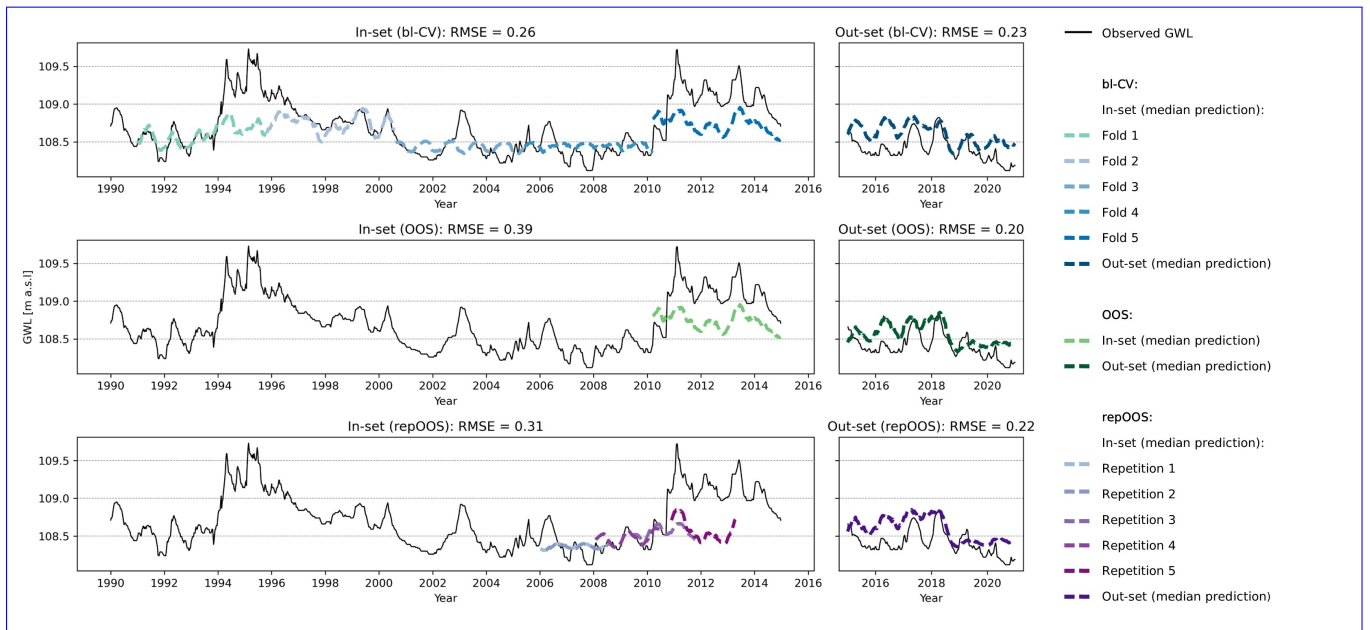 In-set (bl-CV): RMSE = 0.26
109.5
109.0
108.5
1990 1992 1994 1996 1998 2000 2002 2004 2006 2008 2010 2012 2014 2016
Year
Out-set (bl-CV): RMSE = 0.23
2016 2018 2020
Year
In-set (OOS): RMSE = 0.39
GWL [m a.s.l]
109.5
109.0
108.5
1990 1992 1994 1996 1998 2000 2002 2004 2006 2008 2010 2012 2014 2016
Year
Out-set (OOS): RMSE = 0.20
2016 2018 2020
Year
In-set (repOOS): RMSE = 0.31
109.5
109.0
108.5
1990 1992 1994 1996 1998 2000 2002 2004 2006 2008 2010 2012 2014 2016
Year
Out-set (repOOS): RMSE = 0.22
2016 2018 2020
Year
Observed GWL
bl-CV:
In-set (median prediction):
Fold 1
Fold 2
Fold 3
Fold 4
Fold 5
Out-set (median prediction)
OOS:
In-set (median prediction)
Out-set (median prediction)
repOOS:
In-set (median prediction):
Repetition 1
Repetition 2
Repetition 3
Repetition 4
Repetition 5
Out-set (median prediction)